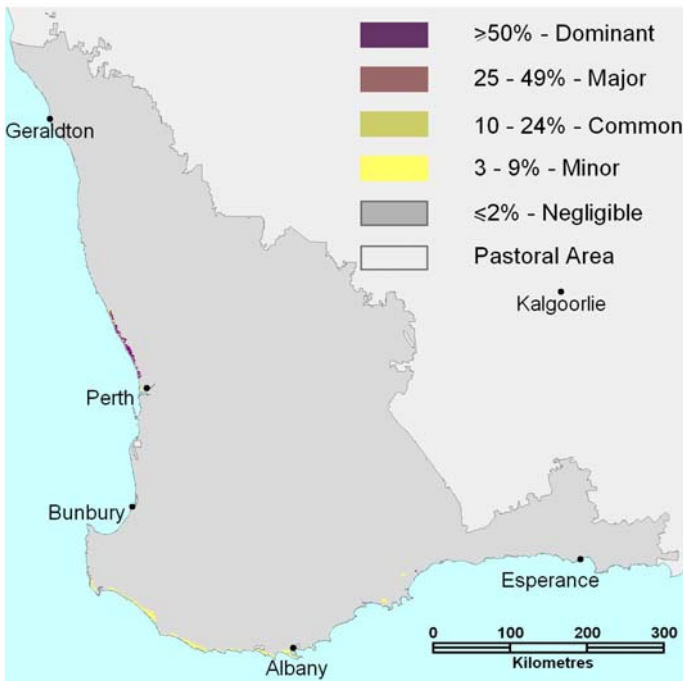 ≥50% - Dominant
25 - 49% - Major
10 - 24% - Common
3 - 9% - Minor
≤2% - Negligible
Pastoral Area
Geraldton
Kalgoorlie
Perth
Bunbury
Esperance
Albany
0 100 200 300
Kilometres